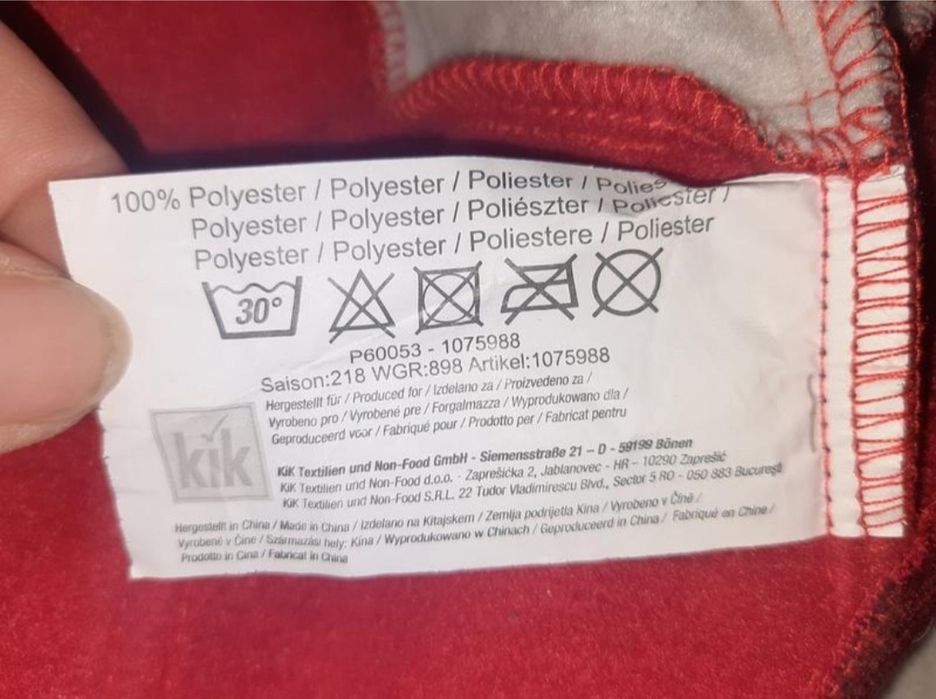 100% Polyester / Polyester / Poliester / Polies
Polyester / Polyester / Poliészter / Poliester /
Polyester / Polyester / Poliestere / Poliester
30°
P60053 - 1075988
Saison:218 WGR:898 Artikel:1075988
Hergestellt für / Produced for / Izdelano za / Proizvedeno za /
Vyrobeno pro / Vyrobené pre / Forgalmazza / Wyprodukowano dla /
Geproduceerd voor / Fabriqué pour / Prodotto per / Fabricat pentru
kik
KiK Textilien und Non-Food GmbH - Siemensstraße 21 – D - 59199 Bönen
KiK Textilien und Non-Food d.o.o. - Zaprešićka 2, Jablanovec - HR – 10290 Zaprešić
KiK Textilien und Non-Food S.R.L. 22 Tudor Vladimirescu Blvd., Sector 5 RO - 050 883 Bucureşti
Hergestellt in China / Made in China / Izdelano na Kitajskem / Zemlja podrijetla Kina / Vyrobeno v Číně /
Vyrobené v Číne / Származási hely: Kína / Wyprodukowano w Chinach / Geproduceerd in China / Fabriqué en Chine /
Prodotto in Cina / Fabricat in China